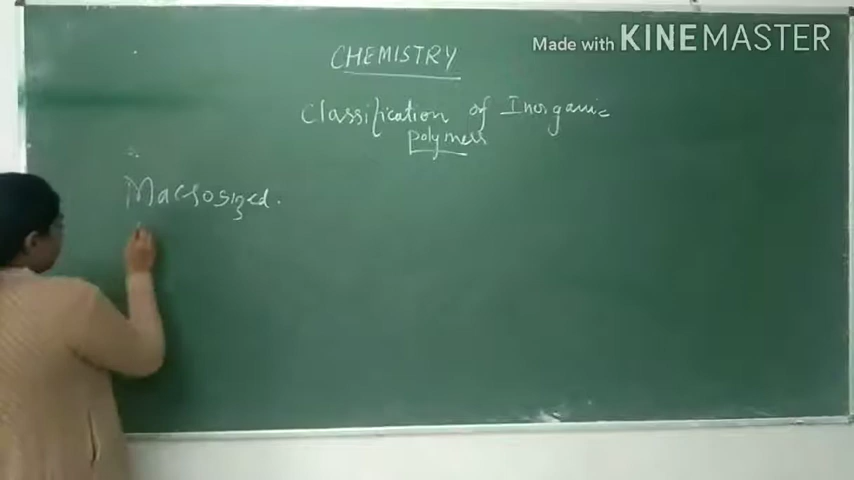 CHEMISTRY
Made with KINEMASTER
Classification of Inorganic
polymers
Macrosized.